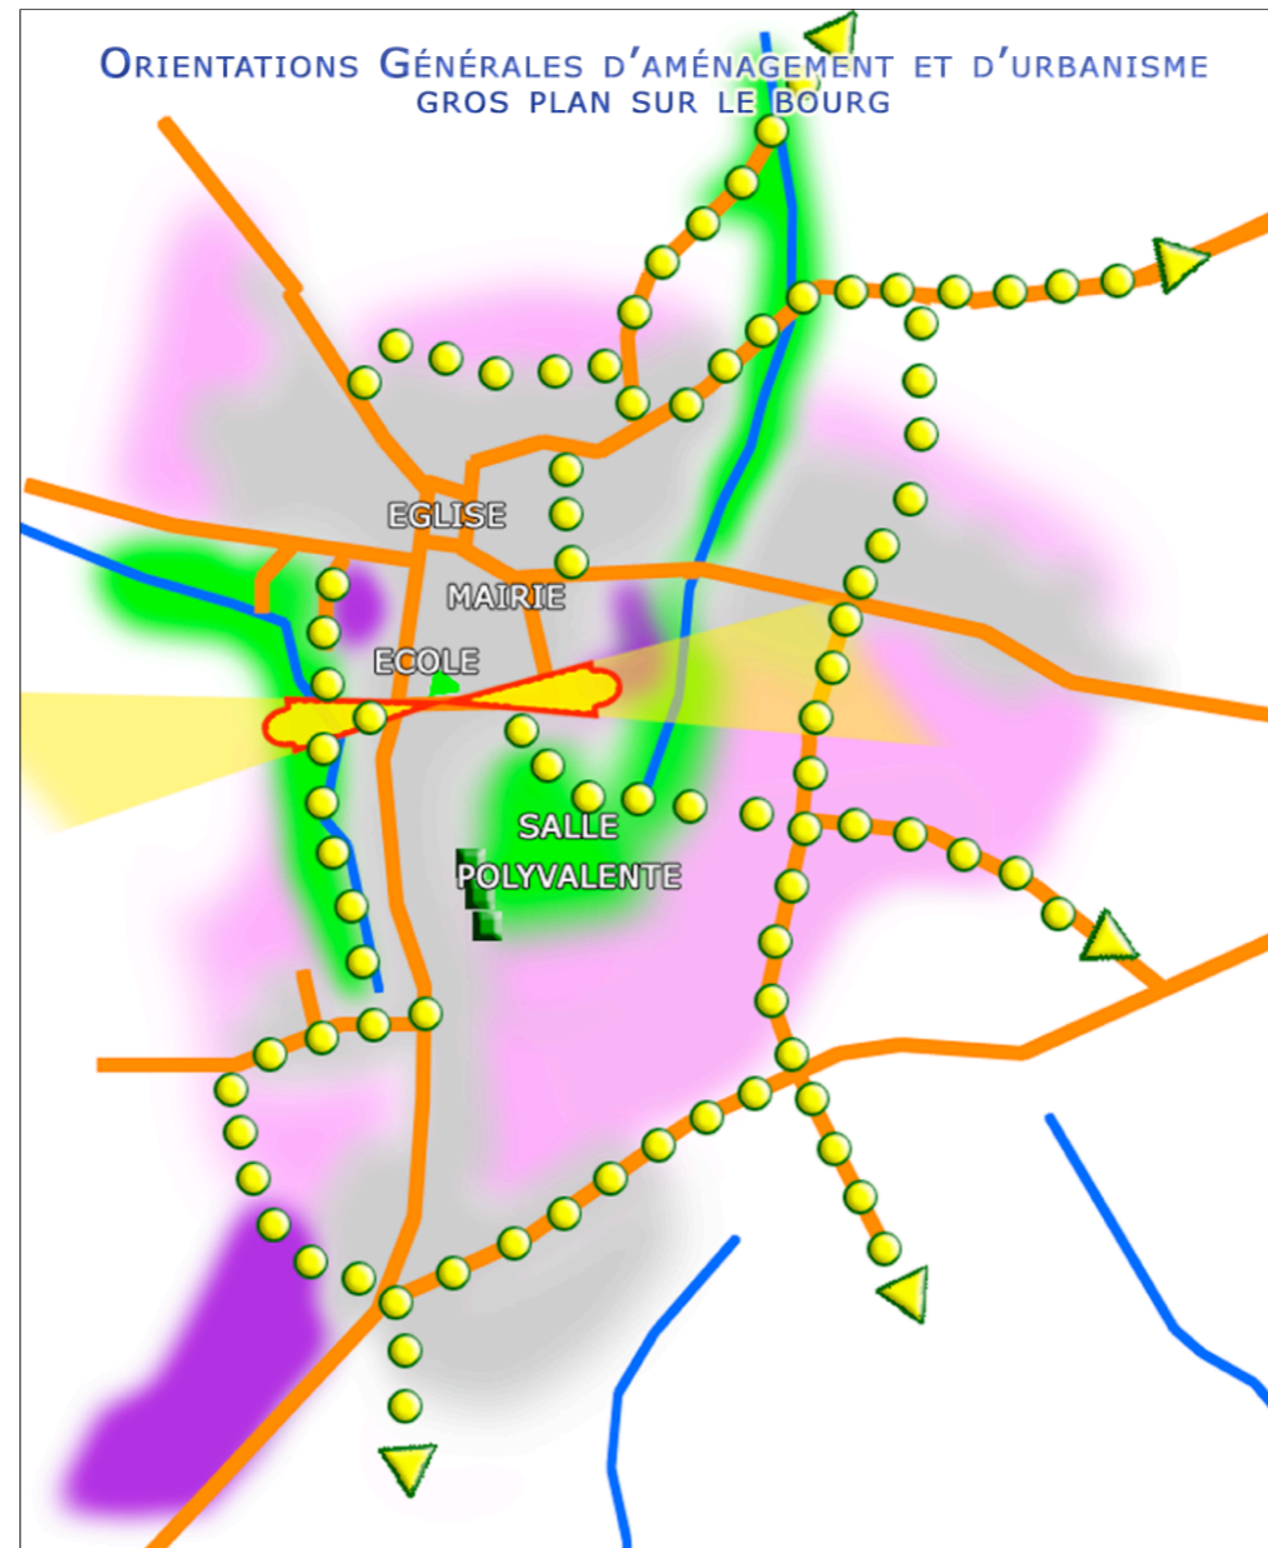 ORIENTATIONS GÉNÉRALES D'AMÉNAGEMENT ET D'URBANISME
GROS PLAN SUR LE BOURG
EGLISE
MAIRIE
ECOLE
SALLE
POLYVALENTE